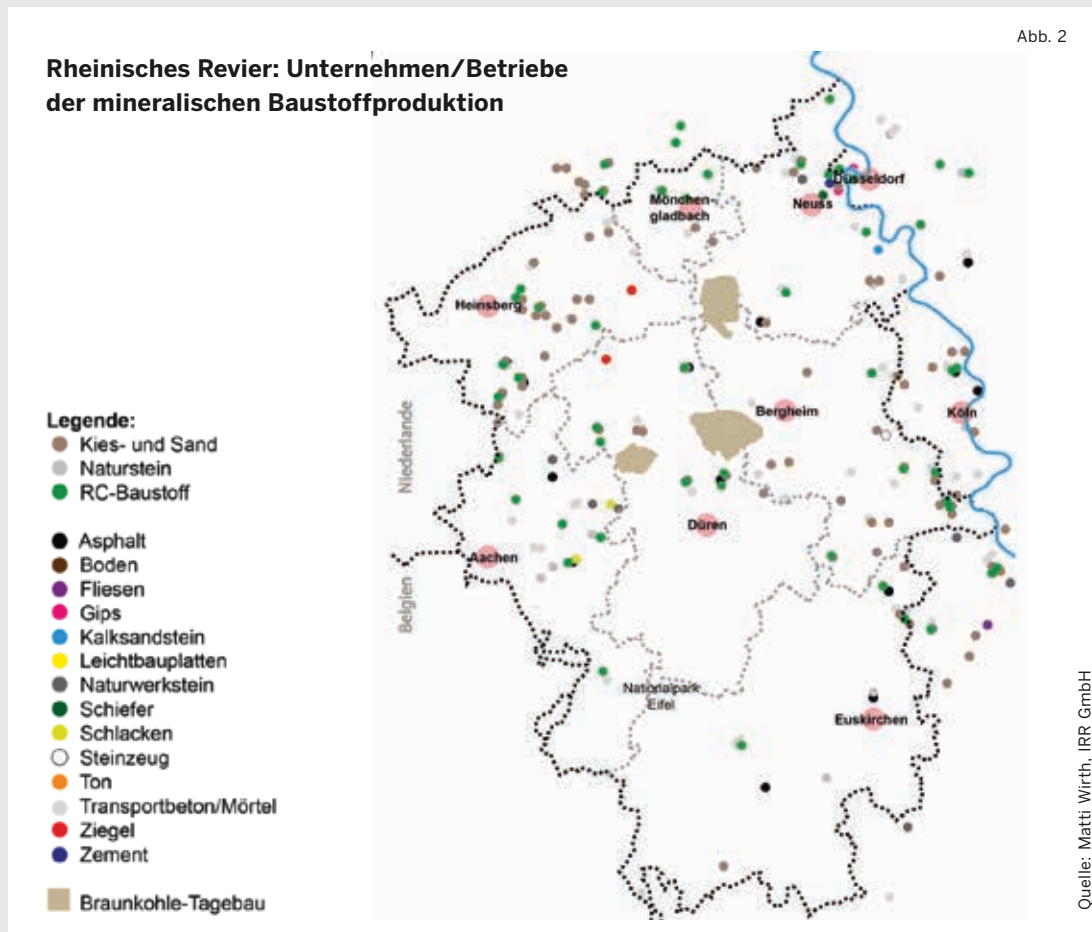 Abb. 2
Rheinisches Revier: Unternehmen/Betriebe
der mineralischen Baustoffproduktion
Düsseldorf
Neuss
Mönchen-
gladbach
Heinsberg
Bergheim
Köln
Düren
Aachen
Nationalpark
Eifel
Euskirchen
Niederlande
Belgien
Legende:
Kies- und Sand
Naturstein
RC-Baustoff
Asphalt
Boden
Fliesen
Gips
Kalksandstein
Leichtbauplatten
Naturwerkstein
Schiefer
Schlacken
Steinzeug
Ton
Transportbeton/Mörtel
Ziegel
Zement
Braunkohle-Tagebau
Quelle: Matti Wirth, IRR GmbH